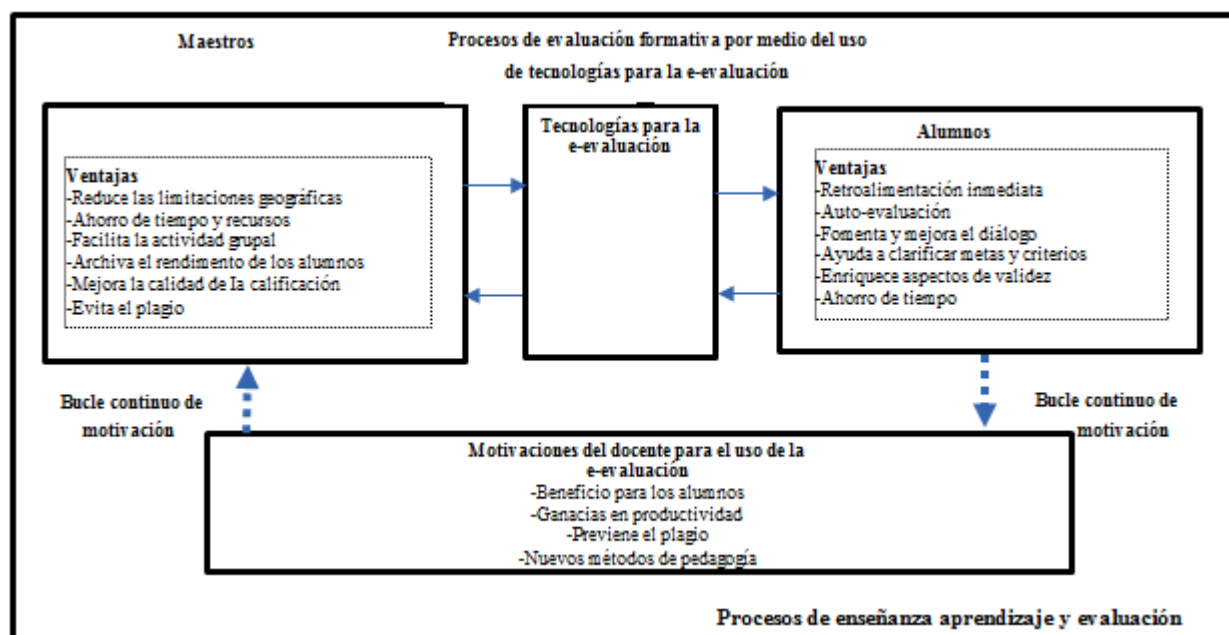 Maestros
Procesos de evaluación formativa por medio del uso
de tecnologías para la e-evaluación
Ventajas
-Reduce las limitaciones geográficas
-Ahorro de tiempo y recursos
-Facilita la actividad grupal
-Archiva el rendimento de los alumnos
-Mejora la calidad de la calificación
-Evita el plagio
Tecnologías para la
e-evaluación
Alumnos
Ventajas
-Retroalimentación inmediata
-Auto-evaluación
-Fomenta y mejora el diálogo
-Ayuda a clarificar metas y criterios
-Enriquece aspectos de validez
-Ahorro de tiempo
Bucle continuo de
motivación
Bucle continuo de
motivación
Motivaciones del docente para el uso de la
e-evaluación
-Beneficio para los alumnos
-Ganacias en productividad
-Previene el plagio
-Nuevos métodos de pedagogía
Procesos de enseñanza aprendizaje y evaluación